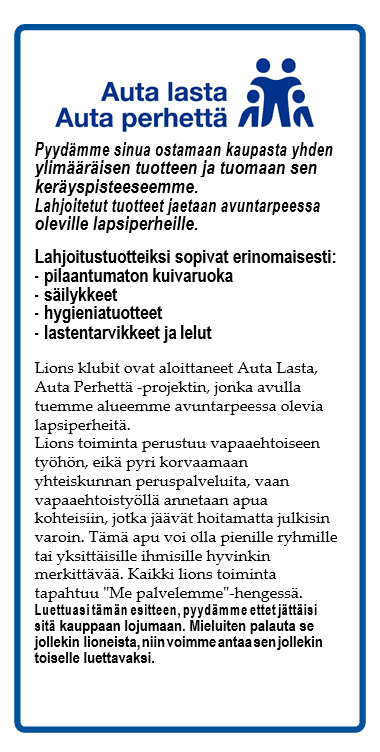 Auta lasta
Auta perhettä
Pyydämme sinua ostamaan kaupasta yhden
ylimääräisen tuotteen ja tuomaan sen
keräyspisteeseemme.
Lahjoitetut tuotteet jaetaan avuntarpeessa
oleville lapsiperheille.
Lahjoitustuotteiksi sopivat erinomaisesti:
- pilaantumaton kuivaruoka
- säilykkeet
- hygieniatuotteet
- lastentarvikkeet ja lelut
Lions klubit ovat aloittaneet Auta Lasta,
Auta Perhettä -projektin, jonka avulla
tuemme alueemme avuntarpeessa olevia
lapsiperheitä.
Lions toiminta perustuu vapaaehtoiseen
työhön, eikä pyri korvaamaan
yhteiskunnan peruspalveluita, vaan
vapaaehtoistyöllä annetaan apua
kohteisiin, jotka jäävät hoitamatta julkisin
varoin. Tämä apu voi olla pienille ryhmille
tai yksittäisille ihmisille hyvinkin
merkittävää. Kaikki lions toiminta
tapahtuu "Me palvelemme"-hengessä.
Luettuasi tämän esitteen, pyydämme ettet jättäisi
sitä kauppaan lojumaan. Mieluiten palauta se
jollekin lioneista, niin voimme antaa sen jollekin
toiselle luettavaksi.